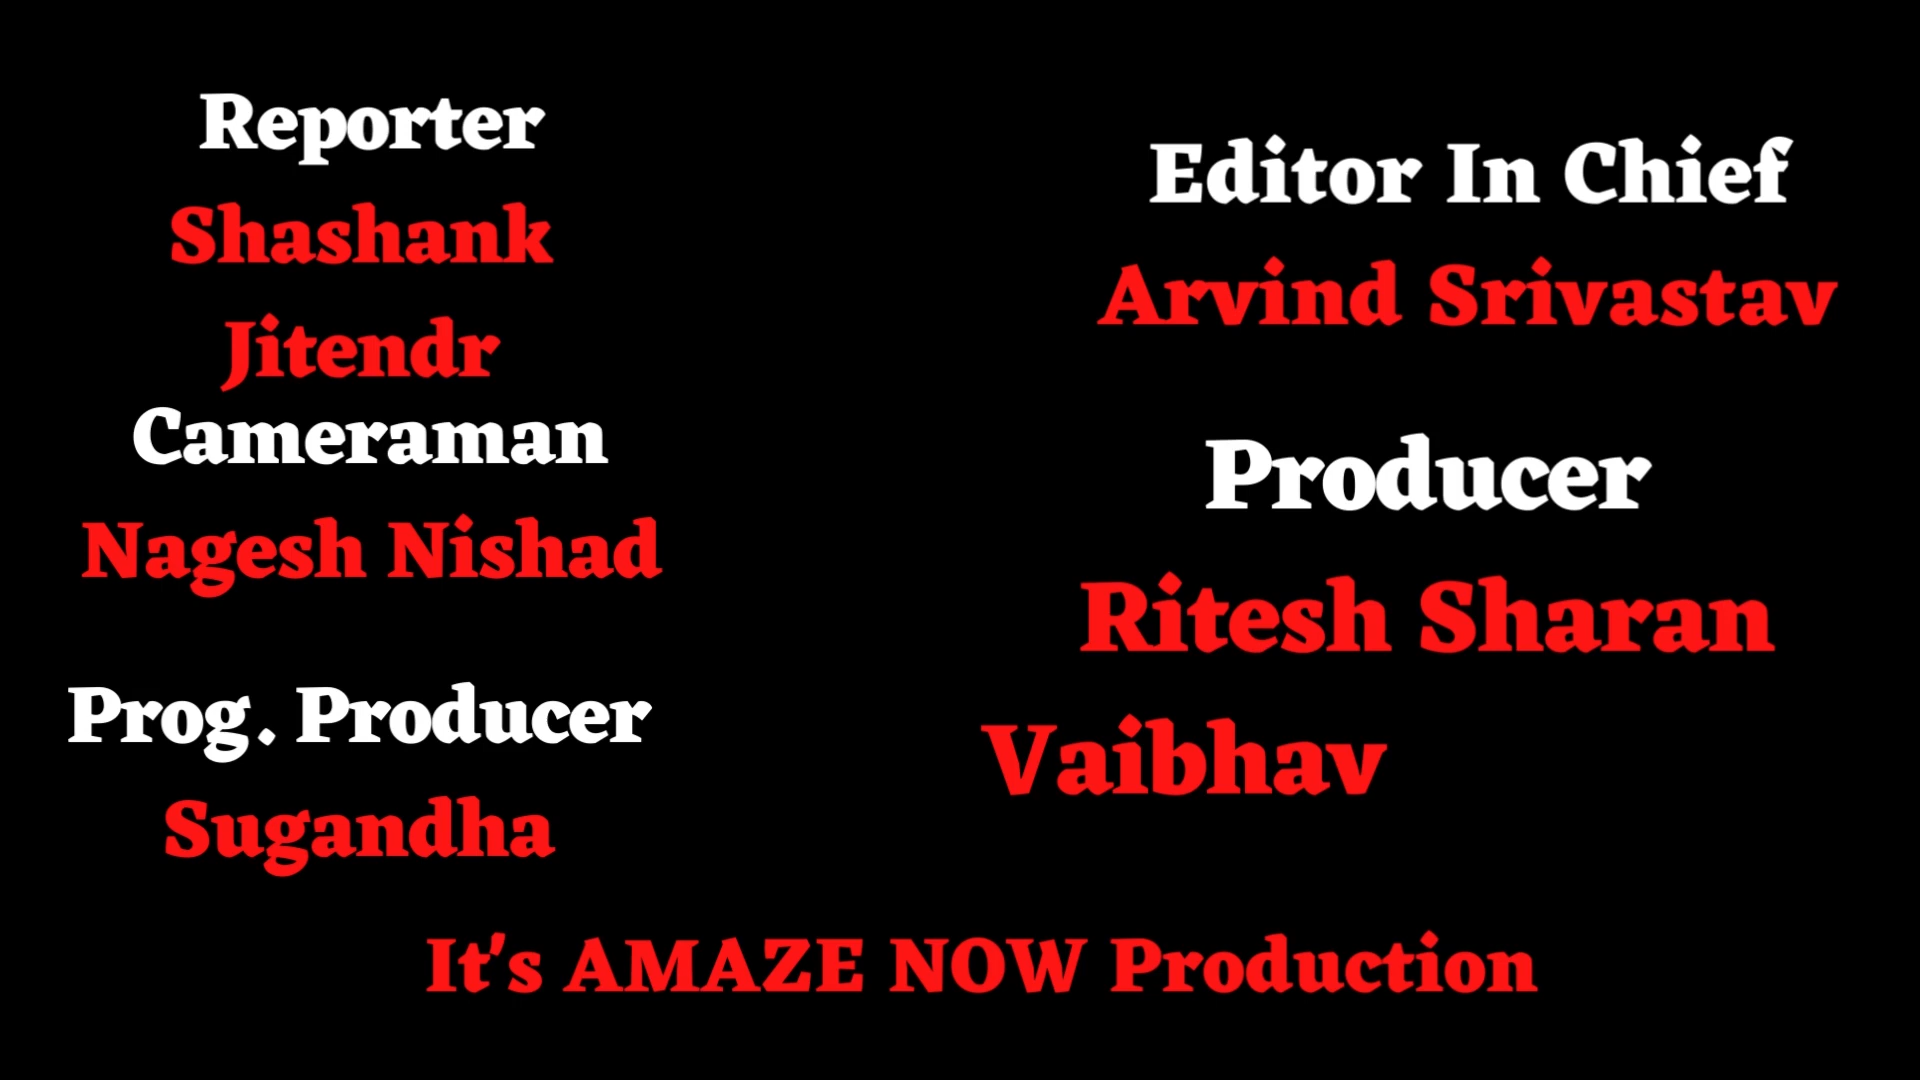 Reporter
Shashank
Jitendr
Cameraman
Nagesh Nishad
Prog. Producer
Sugandha
Editor In Chief
Arvind Srivastav
Producer
Ritesh Sharan
Vaibhav
It's AMAZE NOW Production